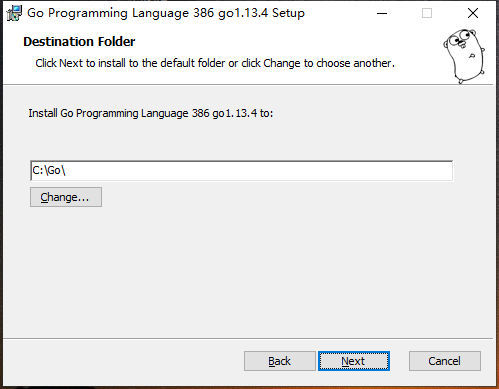 Go Programming Language 386 go1.13.4 Setup
Destination Folder
Click Next to install to the default folder or click Change to choose another.
Install Go Programming Language 386 go1.13.4 to:
C:\Go\
Change...
Back
Next
Cancel